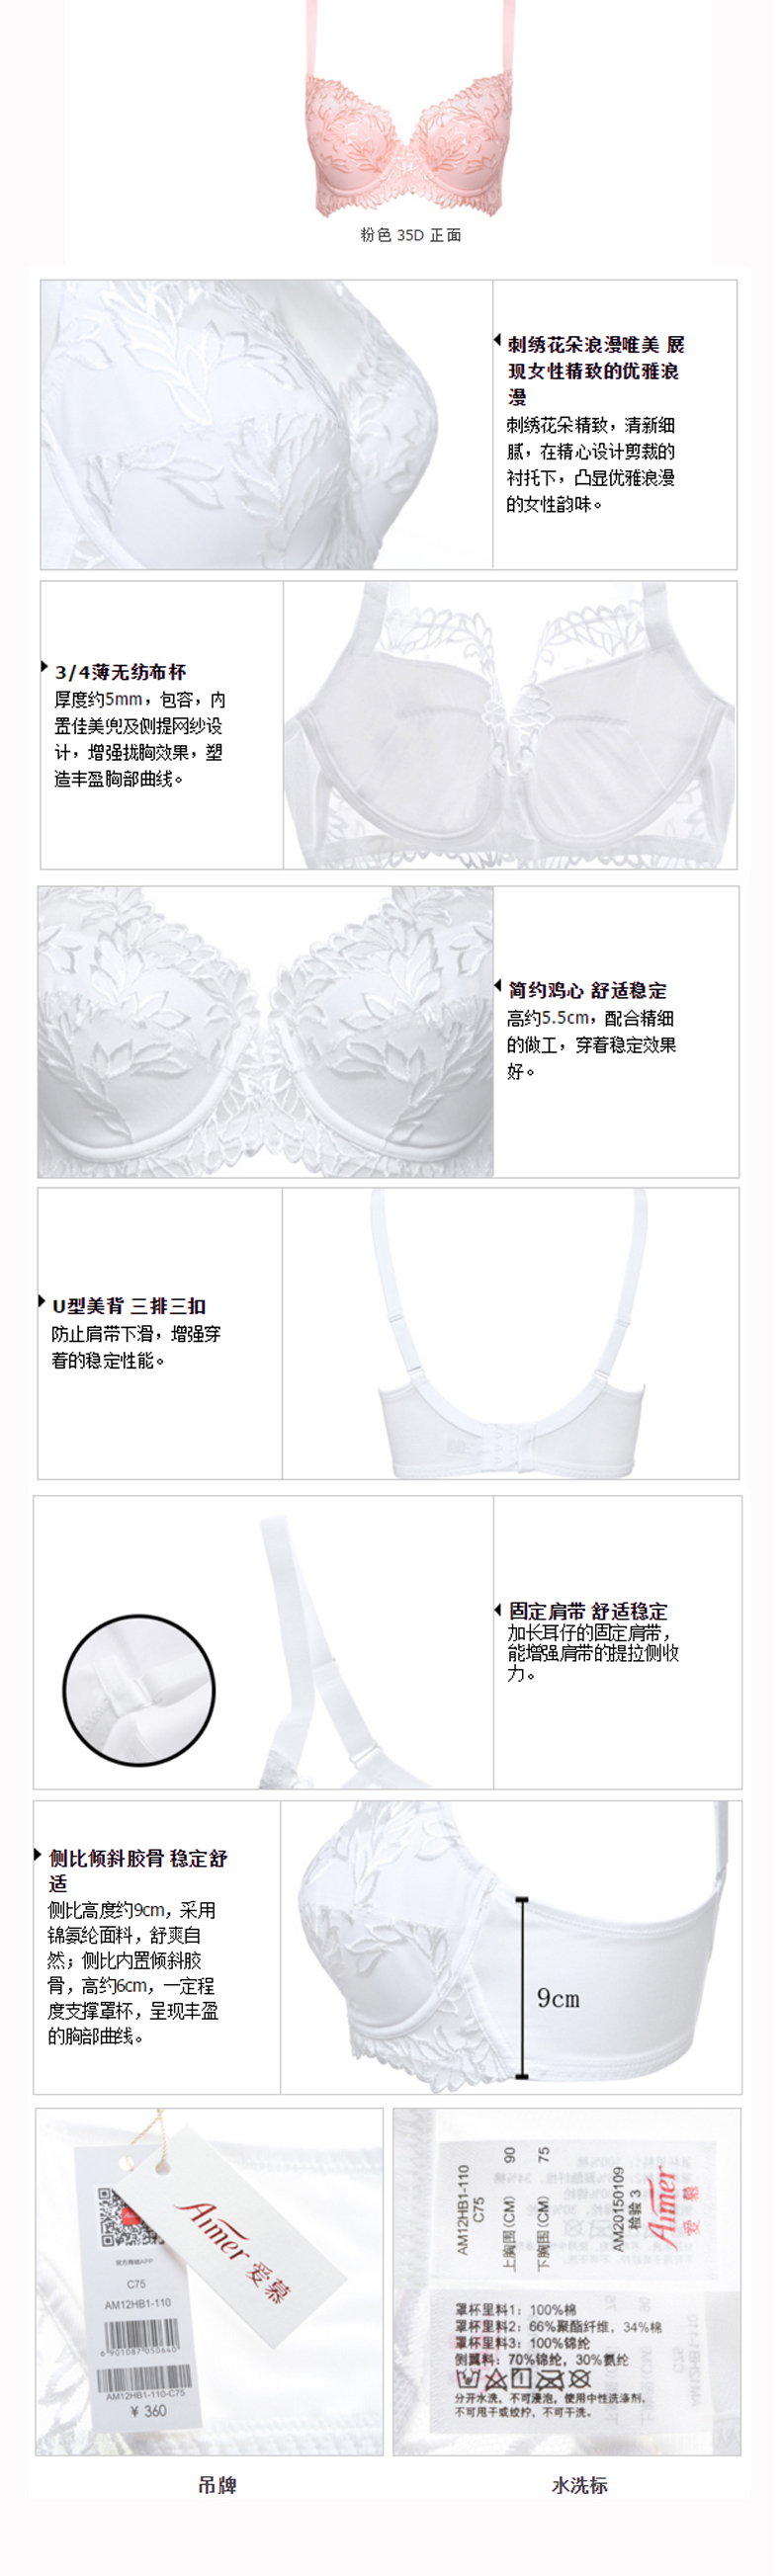 粉色 35D 正面
刺绣花朵浪漫唯美 展
现女性精致的优雅浪
漫
刺绣花朵精致，清新细
腻，在精心设计剪裁的
衬托下，凸显优雅浪漫
的女性韵味。
3/4薄无纺布杯
厚度约5mm，包容，内
置佳美兜及侧提网纱设
计，增强拢胸效果，塑
造丰盈胸部曲线。
简约鸡心 舒适稳定
高约5.5cm，配合精细
的做工，穿着稳定效果
好。
U型美背 三排三扣
防止肩带下滑，增强穿
着的稳定性能。
固定肩带 舒适稳定
加长耳仔的固定肩带，
能增强肩带的提拉侧收
力。
侧比倾斜胶骨 稳定舒
适
侧比高度约9cm，采用
锦氨纶面料，舒爽自
然；侧比内置倾斜胶
骨，高约6cm，一定程
度支撑罩杯，呈现丰盈
的胸部曲线。
9cm
Aimer 爱慕
官方商城APP
C75
AM12HB1-110
6901087050640
AM12HB1-110-C75
¥ 360
AM12HB1-110
C75
上胸围(CM) 90
下胸围(CM) 75
AM20150109
检验 3
Aimer
爱慕
罩杯里料1：100%棉
罩杯里料2：66%聚酯纤维，34%棉
罩杯里料3：100%锦纶
侧翼料：70%锦纶，30%氨纶
分开水洗，不可浸泡，使用中性洗涤剂，
不可甩干或绞拧，不可干洗。
吊牌
水洗标